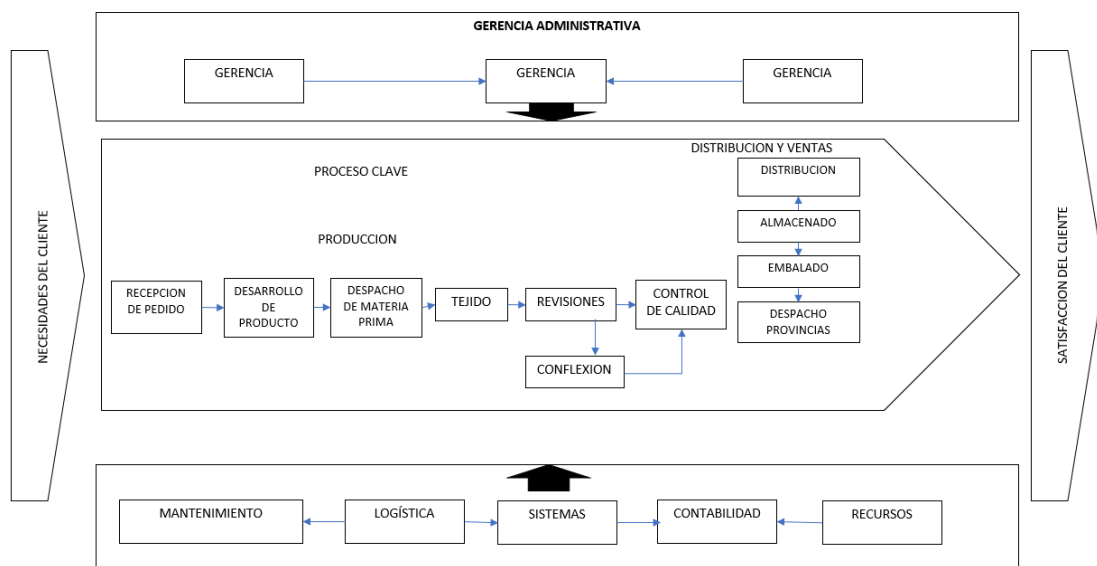 GERENCIA ADMINISTRATIVA
GERENCIA
GERENCIA
GERENCIA
NECESIDADES DEL CLIENTE
PROCESO CLAVE
PRODUCCION
RECEPCION
DE PEDIDO
DESARROLLO
DE
PRODUCTO
DESPACHO
DE MATERIA
PRIMA
TEJIDO
REVISIONES
CONFLEXION
CONTROL
DE CALIDAD
DISTRIBUCION Y VENTAS
DISTRIBUCION
ALMACENADO
EMBALADO
DESPACHO
PROVINCIAS
SATISFACCION DEL CLIENTE
MANTENIMIENTO
LOGÍSTICA
SISTEMAS
CONTABILIDAD
RECURSOS